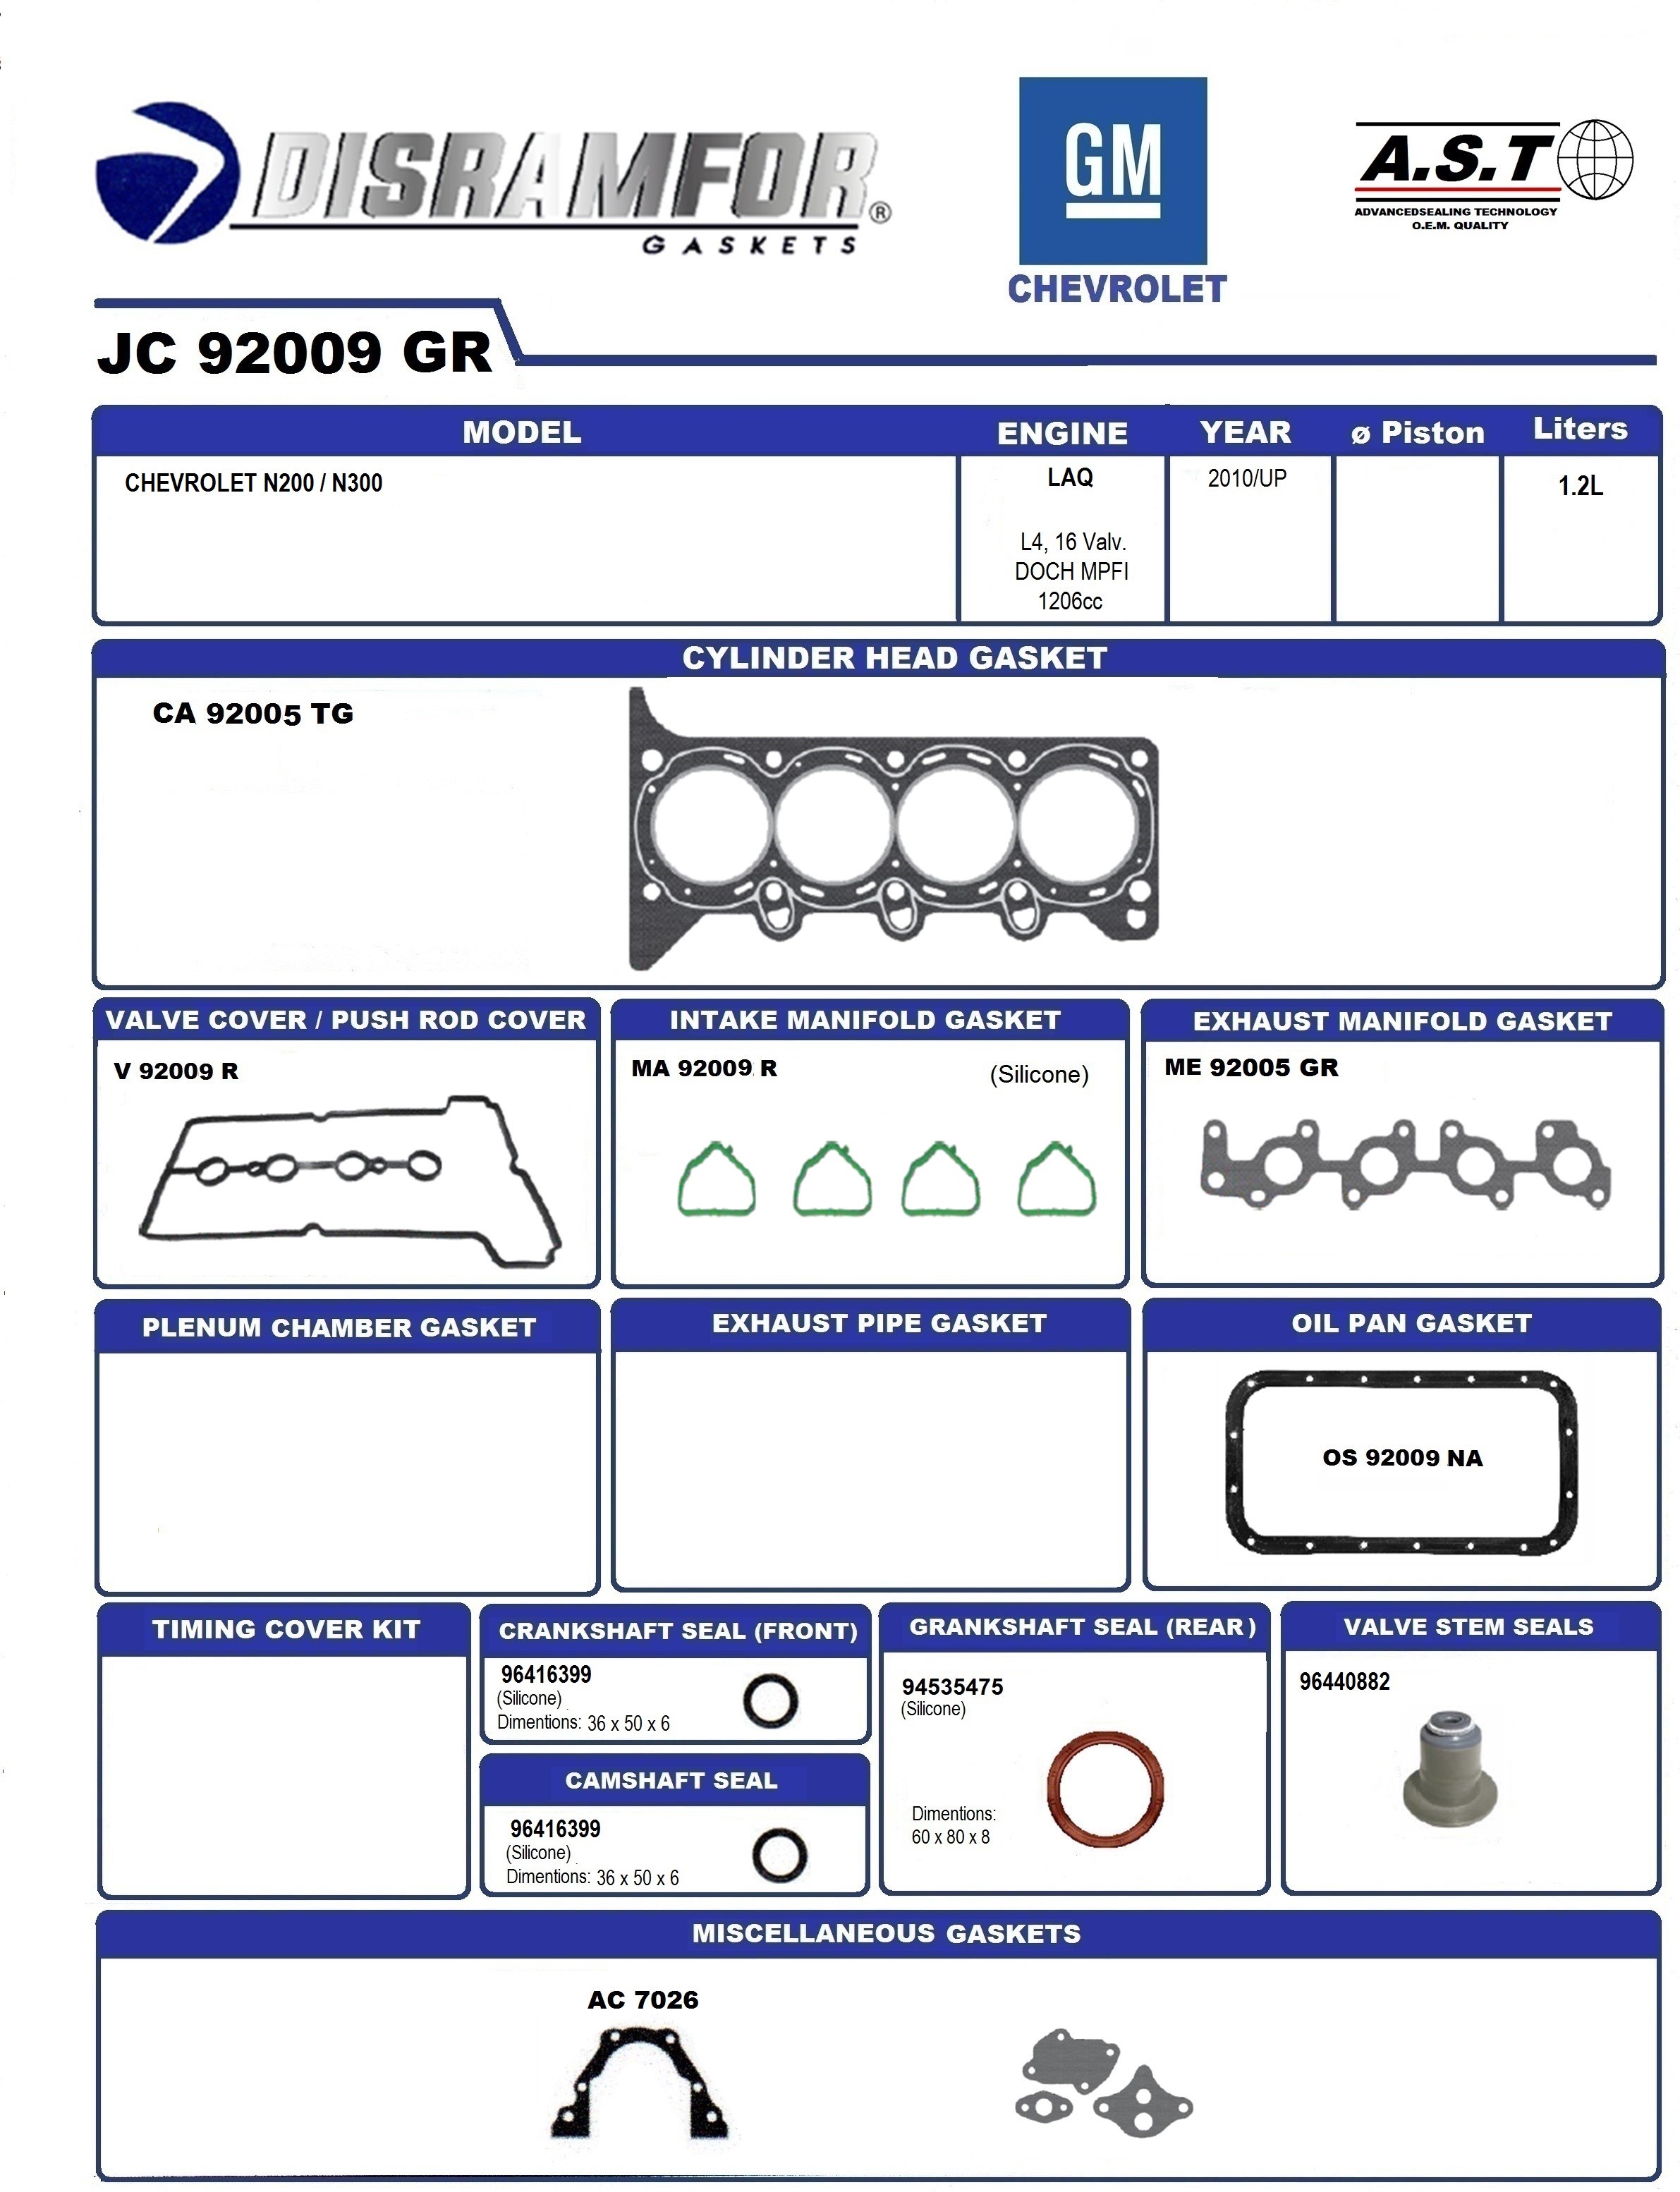 DISRAMFOR®
GASKETS
GM
CHEVROLET
A.S.T
ADVANCEDSEALING TECHNOLOGY
O.E.M. QUALITY
JC 92009 GR
MODEL ENGINE YEAR ø Piston Liters
CHEVROLET N200 / N300 LAQ 2010/UP 1.2L
L4, 16 Valv.
DOCH MPFI
1206cc
CYLINDER HEAD GASKET
CA 92005 TG
VALVE COVER / PUSH ROD COVER
V 92009 R
INTAKE MANIFOLD GASKET
MA 92009 R (Silicone)
EXHAUST MANIFOLD GASKET
ME 92005 GR
PLENUM CHAMBER GASKET
EXHAUST PIPE GASKET
OIL PAN GASKET
OS 92009 NA
TIMING COVER KIT
CRANKSHAFT SEAL (FRONT)
96416399
(Silicone)
Dimentions: 36 x 50 x 6
CAMSHAFT SEAL
96416399
(Silicone)
Dimentions: 36 x 50 x 6
GRANKSHAFT SEAL (REAR)
94535475
(Silicone)
Dimentions:
60 x 80 x 8
VALVE STEM SEALS
96440882
MISCELLANEOUS GASKETS
AC 7026